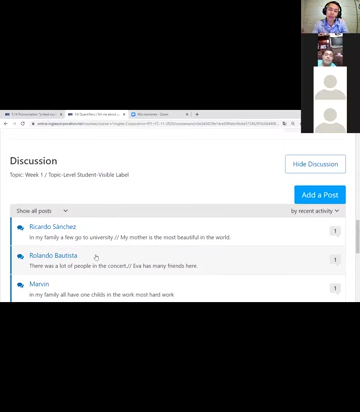 Discussion
Hide Discussion
Topic: Week 1 / Topic-Level Student-Visible Label
Add a Post
Show all posts
by recent activity
Ricardo Sánchez
1
In my family a few go to university.// My mother is the most beautiful in the world.
Rolando Bautista
1
There was a lot of people in the concert.// Eva has many friends here.
Marvin
1
In my family all have one childs in the work most hard work